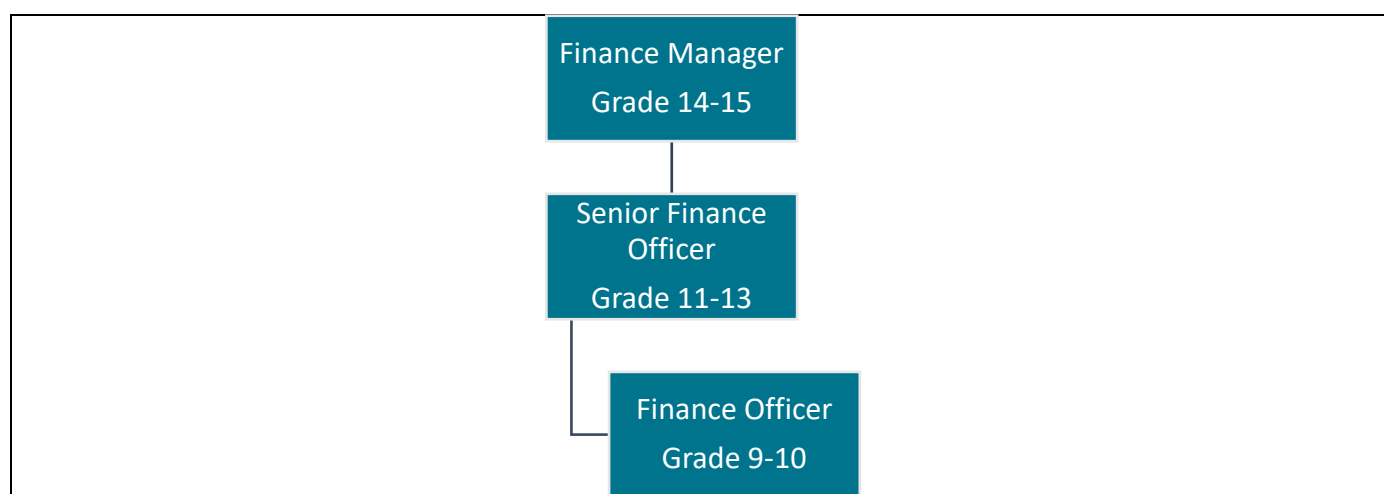 Finance Manager
Grade 14-15
Senior Finance
Officer
Grade 11-13
Finance Officer
Grade 9-10